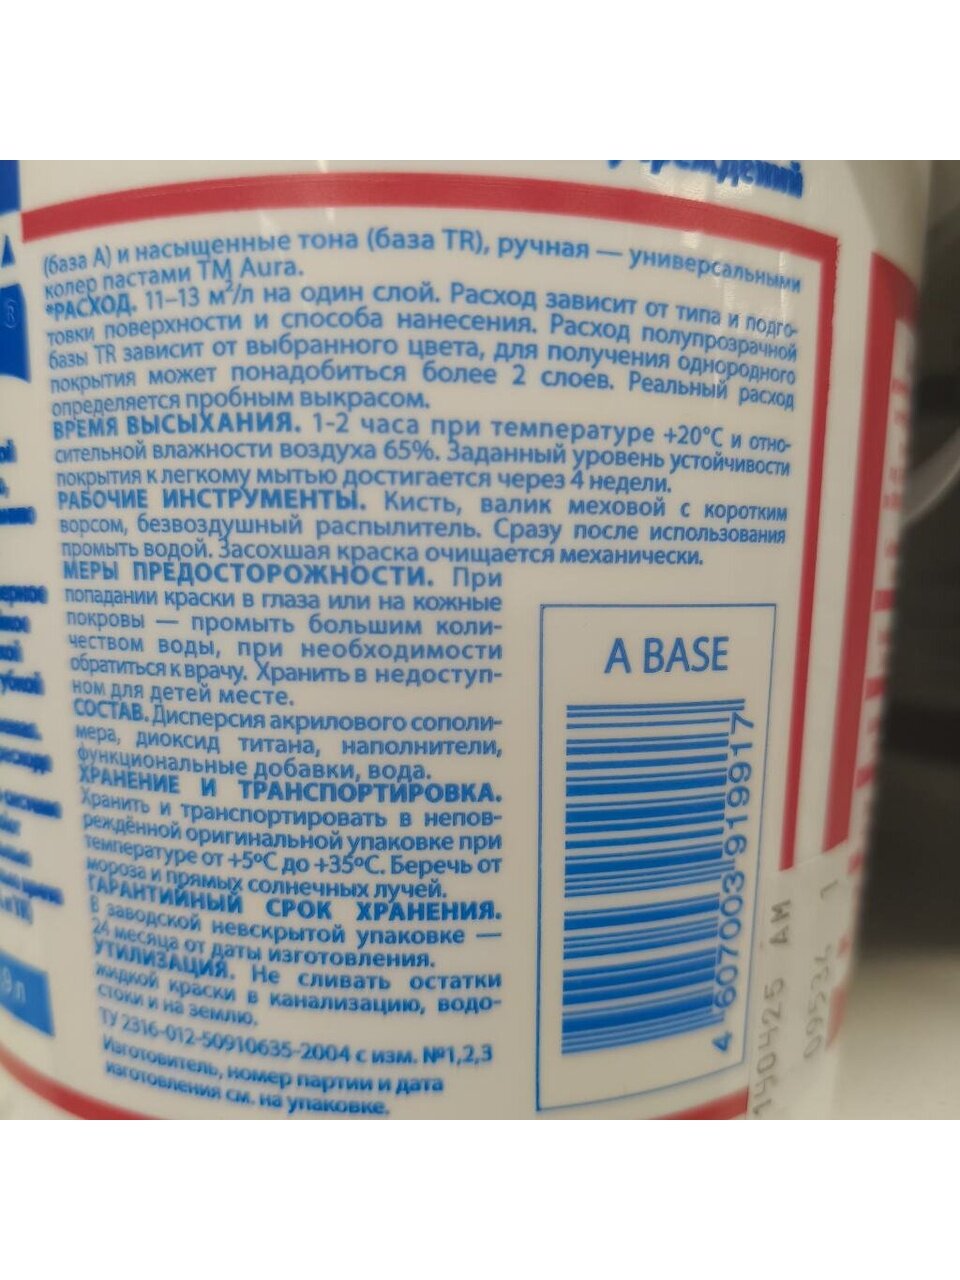 учреждений
(база А) и насыщенные тона (база TR), ручная — универсальными
колер пастами ТМ Aura.
*РАСХОД. 11–13 м²/л на один слой. Расход зависит от типа и подго-
товки поверхности и способа нанесения. Расход полупрозрачной
базы TR зависит от выбранного цвета, для получения однородного
покрытия может понадобиться более 2 слоев. Реальный расход
определяется пробным выкрасом.
ВРЕМЯ ВЫСЫХАНИЯ. 1-2 часа при температуре +20°С и отно-
сительной влажности воздуха 65%. Заданный уровень устойчивости
покрытия к легкому мытью достигается через 4 недели.
РАБОЧИЕ ИНСТРУМЕНТЫ. Кисть, валик меховой с коротким
ворсом, безвоздушный распылитель. Сразу после использования
промыть водой. Засохшая краска очищается механически.
МЕРЫ ПРЕДОСТОРОЖНОСТИ. При
попадании краски в глаза или на кожные
покровы — промыть большим коли-
чеством воды, при необходимости
обратиться к врачу. Хранить в недоступ-
ном для детей месте.
СОСТАВ. Дисперсия акрилового сополи-
мера, диоксид титана, наполнители,
функциональные добавки, вода.
ХРАНЕНИЕ И ТРАНСПОРТИРОВКА.
Хранить и транспортировать в непов-
реждённой оригинальной упаковке при
температуре от +5ºС до +35ºС. Беречь от
мороза и прямых солнечных лучей.
ГАРАНТИЙНЫЙ СРОК ХРАНЕНИЯ.
В заводской невскрытой упаковке —
24 месяца от даты изготовления.
УТИЛИЗАЦИЯ. Не сливать остатки
жидкой краски в канализацию, водо-
стоки и на землю.
ТУ 2316-012-50910635-2004 с изм. №1,2,3
Изготовитель, номер партии и дата
изготовления см. на упаковке.
A BASE
4 607003 919917
140425 AM
09534 1